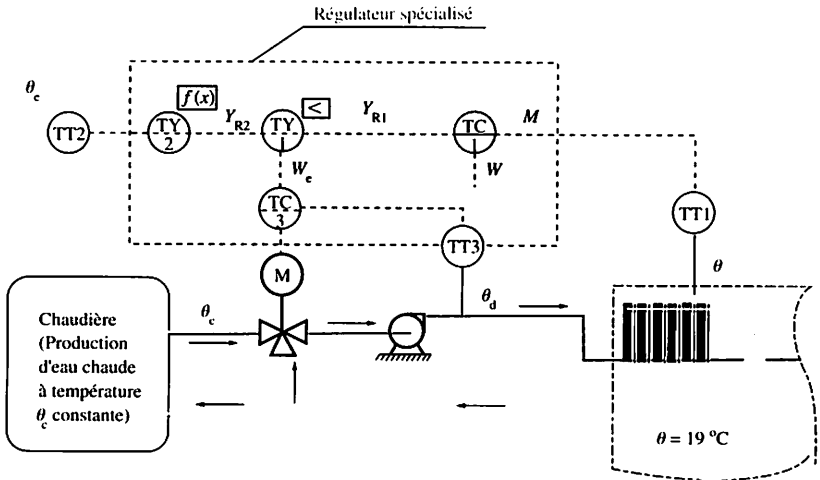 Régulateur spécialisé
θe
f(x)
<
TT2
TY
2
YR2
TY
YR1
TC
M
We
W
TC
3
TT1
TT3
M
θ
θc
θd
Chaudière
(Production
d'eau chaude
à température
θc constante)
θ = 19 °C